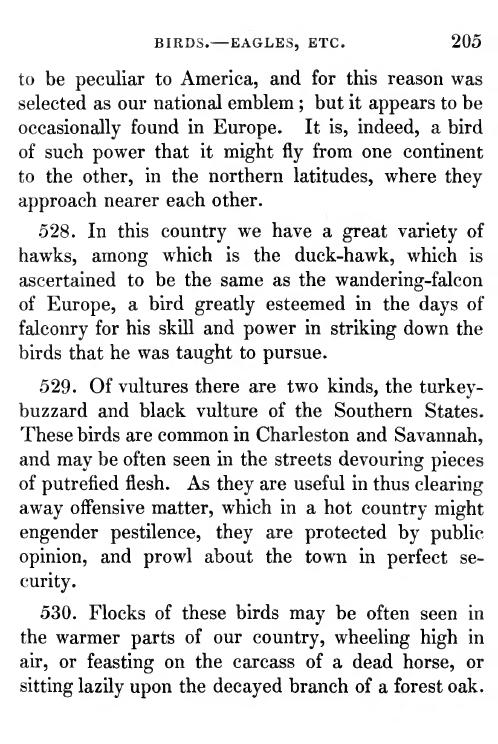 BIRDS.—EAGLES, ETC. 205
to be peculiar to America, and for this reason was
selected as our national emblem; but it appears to be
occasionally found in Europe. It is, indeed, a bird
of such power that it might fly from one continent
to the other, in the northern latitudes, where they
approach nearer each other.
528. In this country we have a great variety of
hawks, among which is the duck-hawk, which is
ascertained to be the same as the wandering-falcon
of Europe, a bird greatly esteemed in the days of
falconry for his skill and power in striking down the
birds that he was taught to pursue.
529. Of vultures there are two kinds, the turkey-
buzzard and black vulture of the Southern States.
These birds are common in Charleston and Savannah,
and may be often seen in the streets devouring pieces
of putrefied flesh. As they are useful in thus clearing
away offensive matter, which in a hot country might
engender pestilence, they are protected by public
opinion, and prowl about the town in perfect se-
curity.
530. Flocks of these birds may be often seen in
the warmer parts of our country, wheeling high in
air, or feasting on the carcass of a dead horse, or
sitting lazily upon the decayed branch of a forest oak.